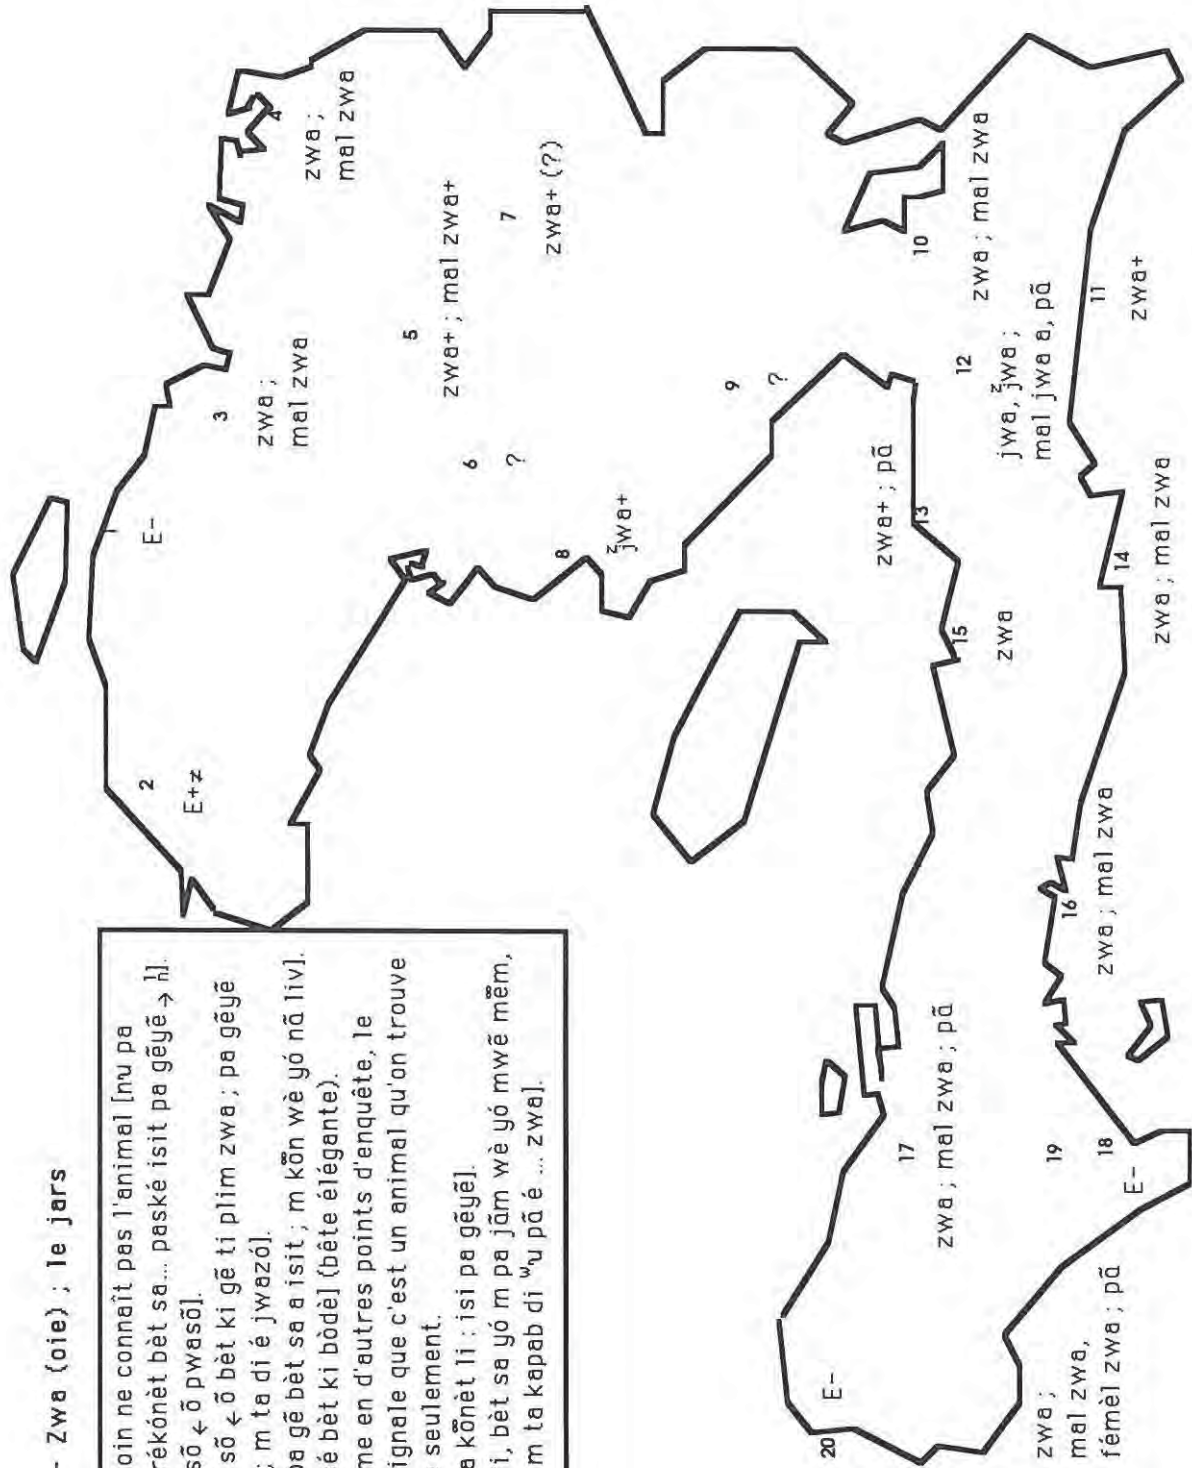 - Zwa (oie) ; le jars
oin ne connaît pas l'animal [nu pa
rékónèt bèt sa... paské isit pa gẽyẽ → h̃].
sõ ← õ pwasõ].
sõ ← õ bèt ki gẽ ti plim zwa ; pa gẽyẽ
; m ta di é jwazó].
pa gẽ bèt sa a isit ; m kõn wè yó nã liv].
é bèt ki bòdè] (bête élégante).
me en d'autres points d'enquête, le
ignale que c'est un animal qu'on trouve
seulement.
a kõnèt li : isi pa gẽyẽ].
i, bèt sa yó m pa jãm wè yó mwẽ mẽm,
m ta kapab di ʷu pã é ... zwa].
2
E+≠
E-
3
zwa ;
mal zwa
4
zwa ;
mal zwa
5
zwa+ ; mal zwa+
6
?
7
zwa+ (?)
8
ᶻjwa+
9
?
10
zwa ; mal zwa
11
zwa+
12
jwa, ᶻjwa ;
mal jwa a, pã
13
zwa+ ; pã
14
zwa ; mal zwa
15
zwa
16
zwa ; mal zwa
17
zwa ; mal zwa ; pã
18
E-
19
zwa ;
mal zwa,
fémèl zwa ; pã
20
E-